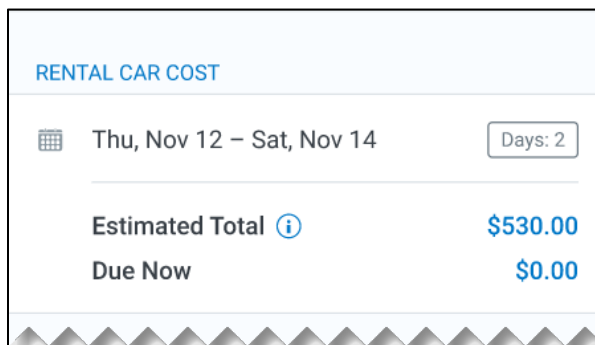 RENTAL CAR COST
Thu, Nov 12 – Sat, Nov 14 Days: 2
Estimated Total $530.00
Due Now $0.00